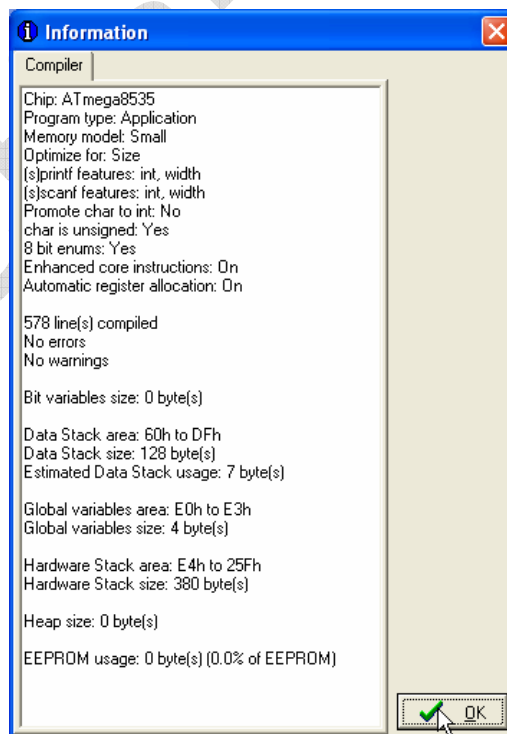 Information
Compiler
Chip: ATmega8535
Program type: Application
Memory model: Small
Optimize for: Size
(s)printf features: int, width
(s)scanf features: int, width
Promote char to int: No
char is unsigned: Yes
8 bit enums: Yes
Enhanced core instructions: On
Automatic register allocation: On
578 line(s) compiled
No errors
No warnings
Bit variables size: 0 byte(s)
Data Stack area: 60h to DFh
Data Stack size: 128 byte(s)
Estimated Data Stack usage: 7 byte(s)
Global variables area: E0h to E3h
Global variables size: 4 byte(s)
Hardware Stack area: E4h to 25Fh
Hardware Stack size: 380 byte(s)
Heap size: 0 byte(s)
EEPROM usage: 0 byte(s) (0.0% of EEPROM)
OK